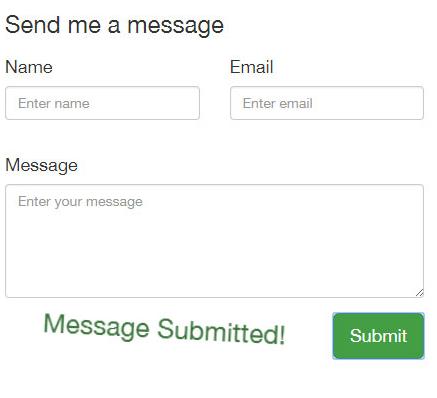 Send me a message
Name Email
Enter name Enter email
Message
Enter your message
Message Submitted! Submit